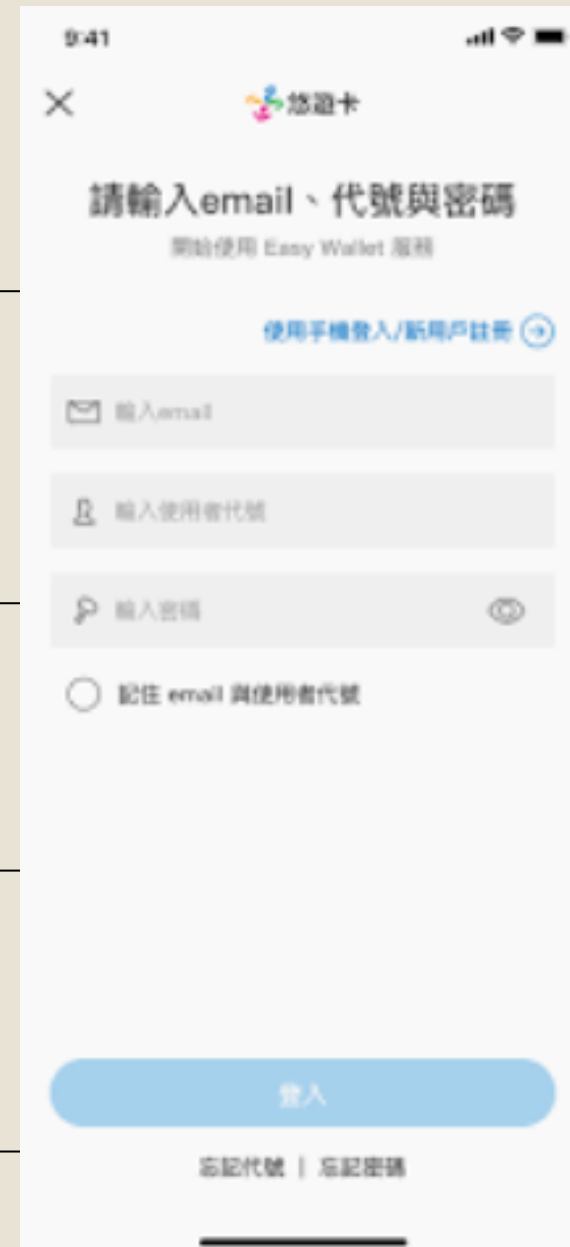 9:41
悠遊卡
請輸入email、代號與密碼
開始使用 Easy Wallet 服務
使用手機登入/新用戶註冊
輸入email
輸入使用者代號
輸入密碼
記住 email 與使用者代號
登入
忘記代號 | 忘記密碼